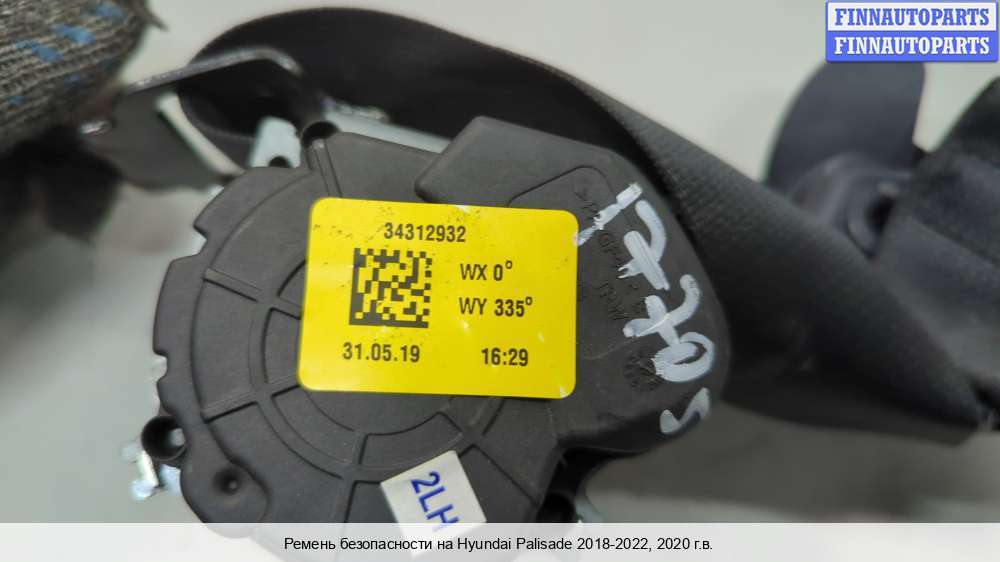 FINNAUTOPARTS
FINNAUTOPARTS
34312932
WX 0°
WY 335°
31.05.19
16:29
2LH
Ремень безопасности на Hyundai Palisade 2018-2022, 2020 г.в.